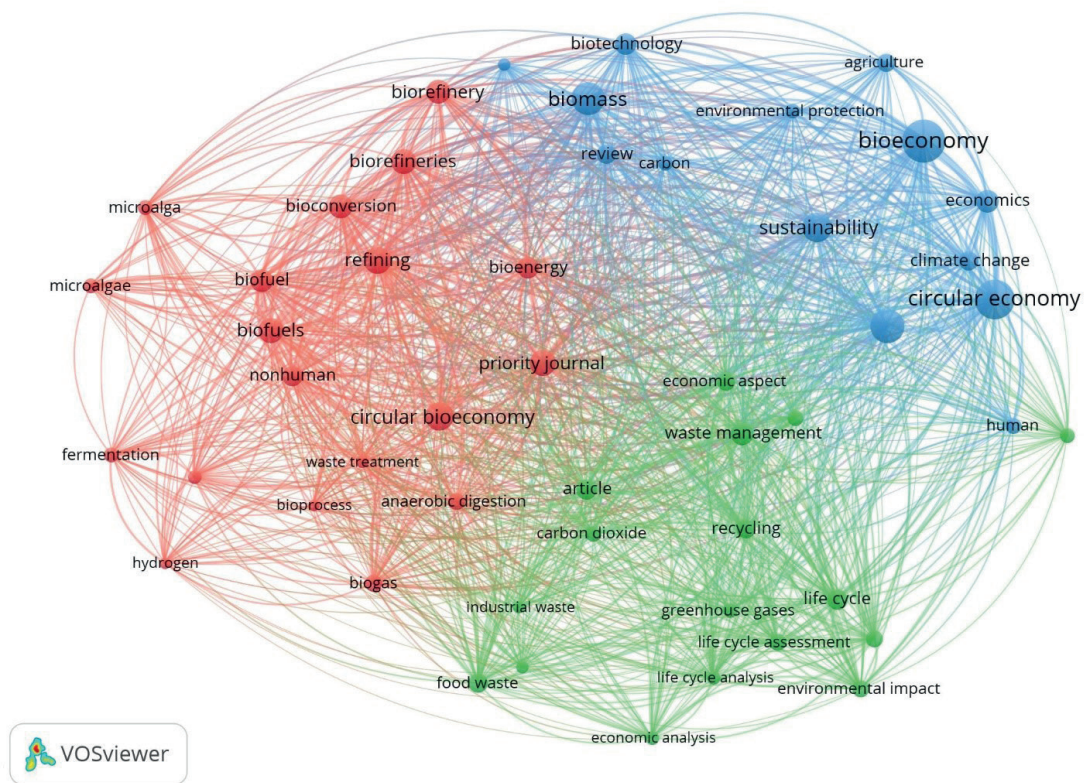 biotechnology
agriculture
biorefinery
biomass
environmental protection
bioeconomy
biorefineries
review
carbon
microalga
bioconversion
economics
sustainability
refining
bioenergy
climate change
microalgae
biofuel
circular economy
biofuels
priority journal
nonhuman
economic aspect
circular bioeconomy
waste management
human
fermentation
waste treatment
article
bioprocess
anaerobic digestion
carbon dioxide
recycling
hydrogen
biogas
industrial waste
greenhouse gases
life cycle
life cycle assessment
food waste
life cycle analysis
environmental impact
economic analysis
VOSviewer